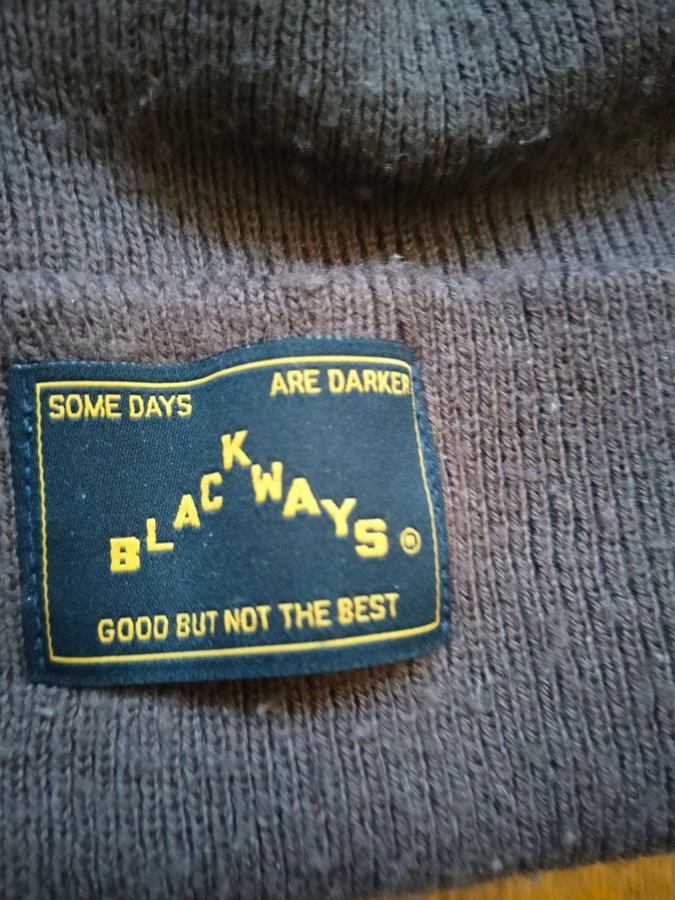 SOME DAYS ARE DARKER
BLACKWAYS ®
GOOD BUT NOT THE BEST